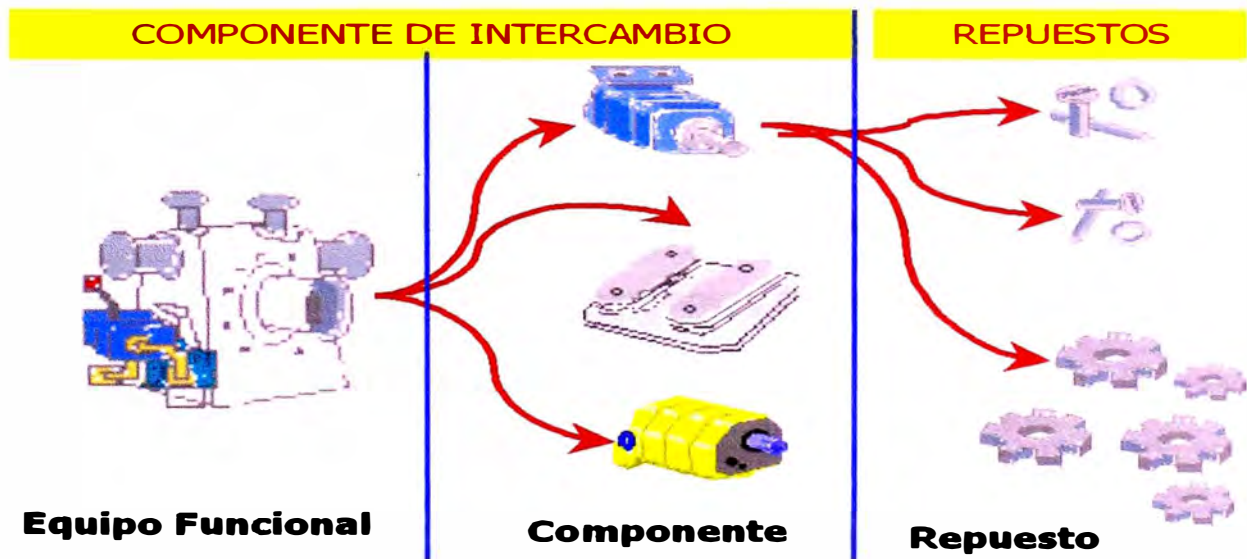 COMPONENTE DE INTERCAMBIO
REPUESTOS
Equipo Funcional
Componente
Repuesto